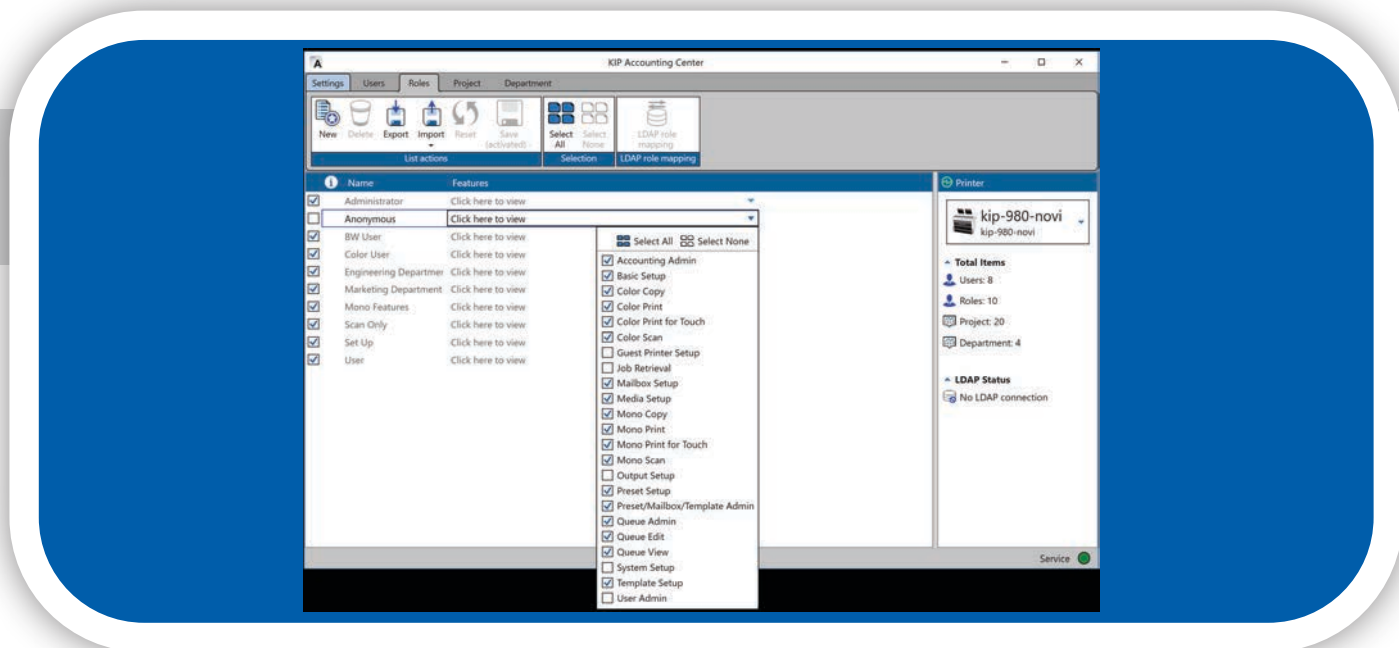 A
KIP Accounting Center
Settings Users Roles Project Department
New Delete Export Import Reset Save (activated) Select All Select None LDAP role mapping
List actions Selection LDAP role mapping
Name Features
Administrator Click here to view
Anonymous Click here to view
BW User Click here to view
Color User Click here to view
Engineering Departmer Click here to view
Marketing Department Click here to view
Mono Features Click here to view
Scan Only Click here to view
Set Up Click here to view
User Click here to view
Select All Select None
Accounting Admin
Basic Setup
Color Copy
Color Print
Color Print for Touch
Color Scan
Guest Printer Setup
Job Retrieval
Mailbox Setup
Media Setup
Mono Copy
Mono Print
Mono Print for Touch
Mono Scan
Output Setup
Preset Setup
Preset/Mailbox/Template Admin
Queue Admin
Queue Edit
Queue View
System Setup
Template Setup
User Admin
Printer
kip-980-novi
kip-980-novi
Total Items
Users: 8
Roles: 10
Project: 20
Department: 4
LDAP Status
No LDAP connection
Service